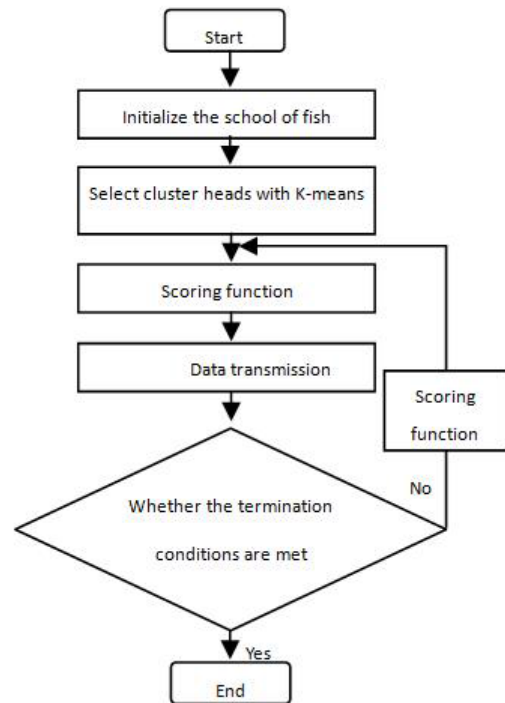 Start
Initialize the school of fish
Select cluster heads with K-means
Scoring function
Data transmission
Scoring
function
No
Whether the termination
conditions are met
Yes
End